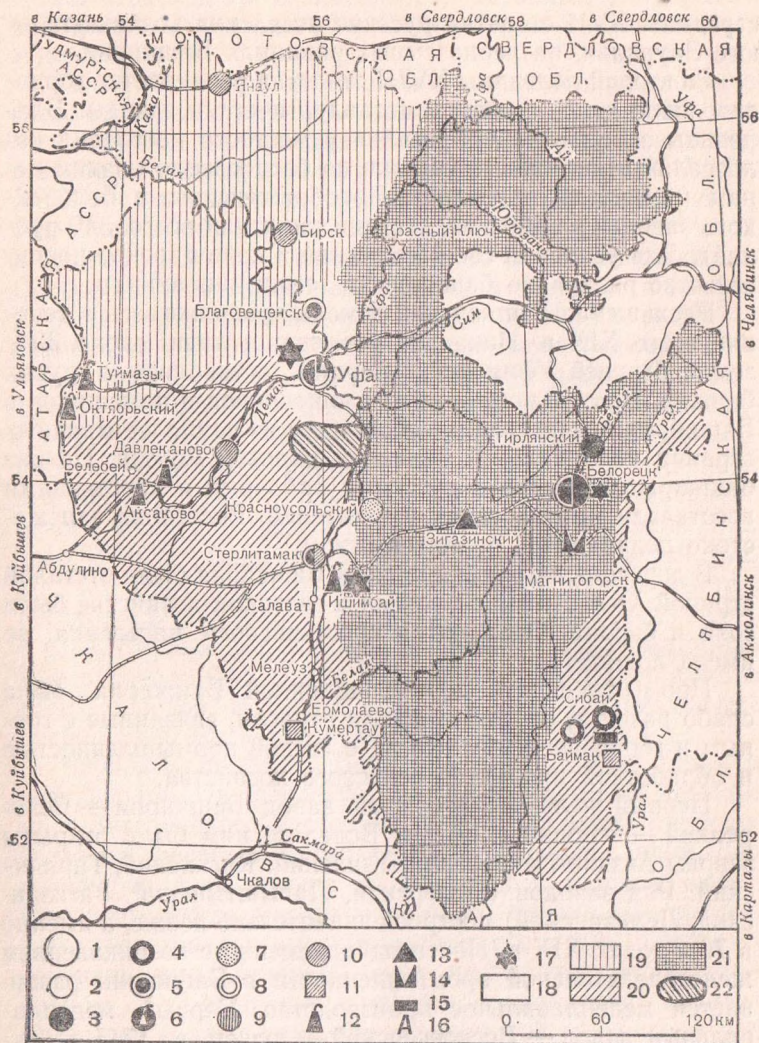 в Казань 54 56 в Свердловск 58 в Свердловск 60
МОЛОТОВСКАЯ ОБЛ.
СВЕРДЛОВСКАЯ ОБЛ.
УДМУРТСКАЯ АССР
Янаул
Кама
Уфа
Уфа
56
56
Белая
Ай
ТАТАРСКАЯ АССР
Бирск
Красный Ключ
Юрюзань
Благовещенск
Уфа
Сим
в Челябинск
в Ульяновск
Туймазы
Уфа
Дема
Октябрьский
Белая
Урал
Давлеканово
Тирлянский
Белебей
Белорецк
54
54
Аксаково
Красноусольский
Зигазинский
Стерлитамак
Абдулино
Магнитогорск
в Куйбышев
Ишимбай
Салават
в Акмолинск
Мелеуз
Белая
Сибай
Ермолаево
Кумертау
Баймак
в Куйбышев
ЧЕЛЯБИНСКАЯ ОБЛ.
Урал
52
52
Сакмара
Чкалов
Урал
ЧКАЛОВСКАЯ ОБЛ.
в Карталы
1 4 7 10 13 17 19 21
2 5 8 11 14 18 20 22
3 6 9 12 15
16
0 60 120 км